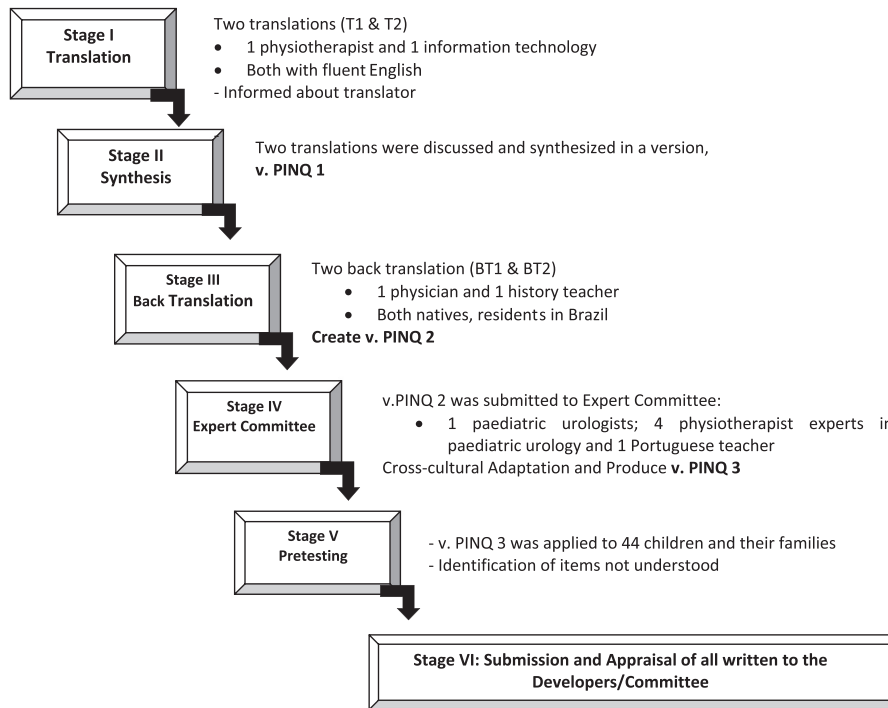 Stage I
Translation
Two translations (T1 & T2)
• 1 physiotherapist and 1 information technology
• Both with fluent English
- Informed about translator
Stage II
Synthesis
Two translations were discussed and synthesized in a version,
v. PINQ 1
Stage III
Back Translation
Two back translation (BT1 & BT2)
• 1 physician and 1 history teacher
• Both natives, residents in Brazil
Create v. PINQ 2
Stage IV
Expert Committee
v.PINQ 2 was submitted to Expert Committee:
• 1 paediatric urologists; 4 physiotherapist experts in
paediatric urology and 1 Portuguese teacher
Cross-cultural Adaptation and Produce v. PINQ 3
Stage V
Pretesting
- v. PINQ 3 was applied to 44 children and their families
- Identification of items not understood
Stage VI: Submission and Appraisal of all written to the
Developers/Committee